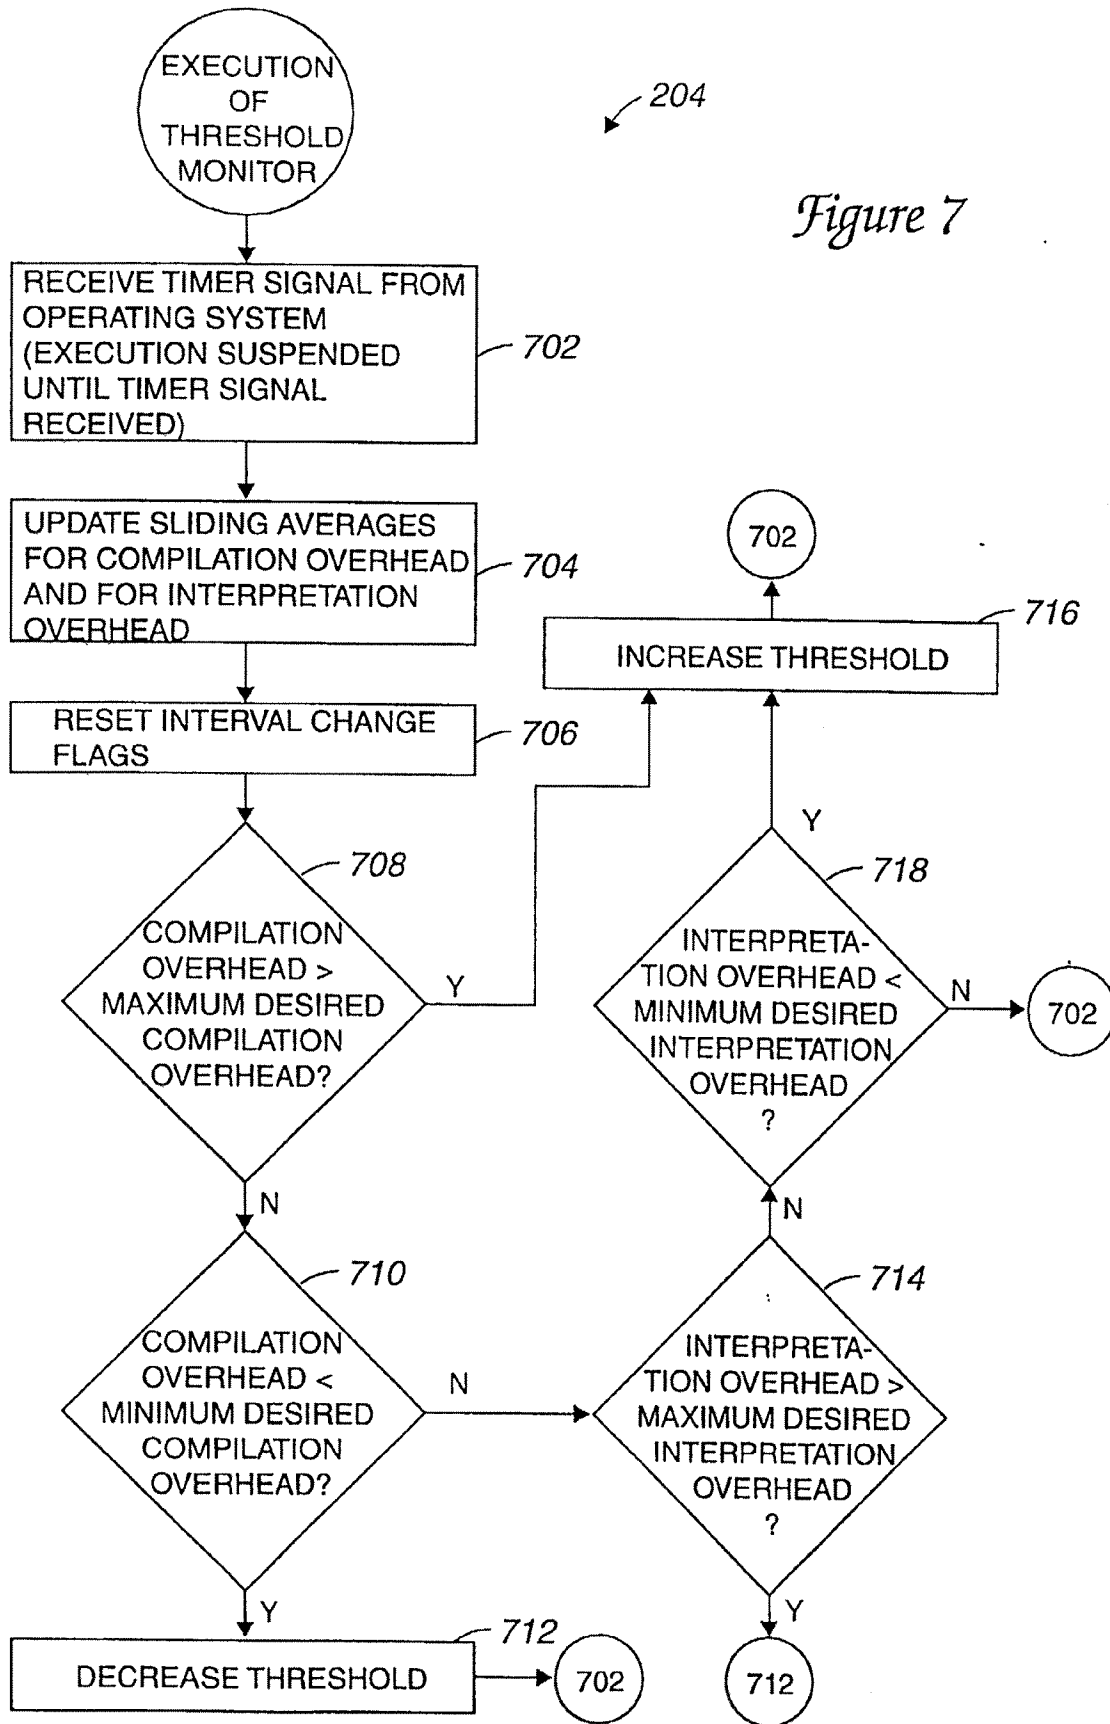 EXECUTION
OF
THRESHOLD
MONITOR
204
Figure 7
RECEIVE TIMER SIGNAL FROM
OPERATING SYSTEM
(EXECUTION SUSPENDED
UNTIL TIMER SIGNAL
RECEIVED)
702
UPDATE SLIDING AVERAGES
FOR COMPILATION OVERHEAD
AND FOR INTERPRETATION
OVERHEAD
704
702
716
INCREASE THRESHOLD
RESET INTERVAL CHANGE
FLAGS
706
708
COMPILATION
OVERHEAD >
MAXIMUM DESIRED
COMPILATION
OVERHEAD?
Y
N
Y
718
INTERPRETA-
TION OVERHEAD <
MINIMUM DESIRED
INTERPRETATION
OVERHEAD
?
N
702
710
COMPILATION
OVERHEAD <
MINIMUM DESIRED
COMPILATION
OVERHEAD?
N
Y
N
714
INTERPRETA-
TION OVERHEAD >
MAXIMUM DESIRED
INTERPRETATION
OVERHEAD
?
Y
712
DECREASE THRESHOLD
702
712